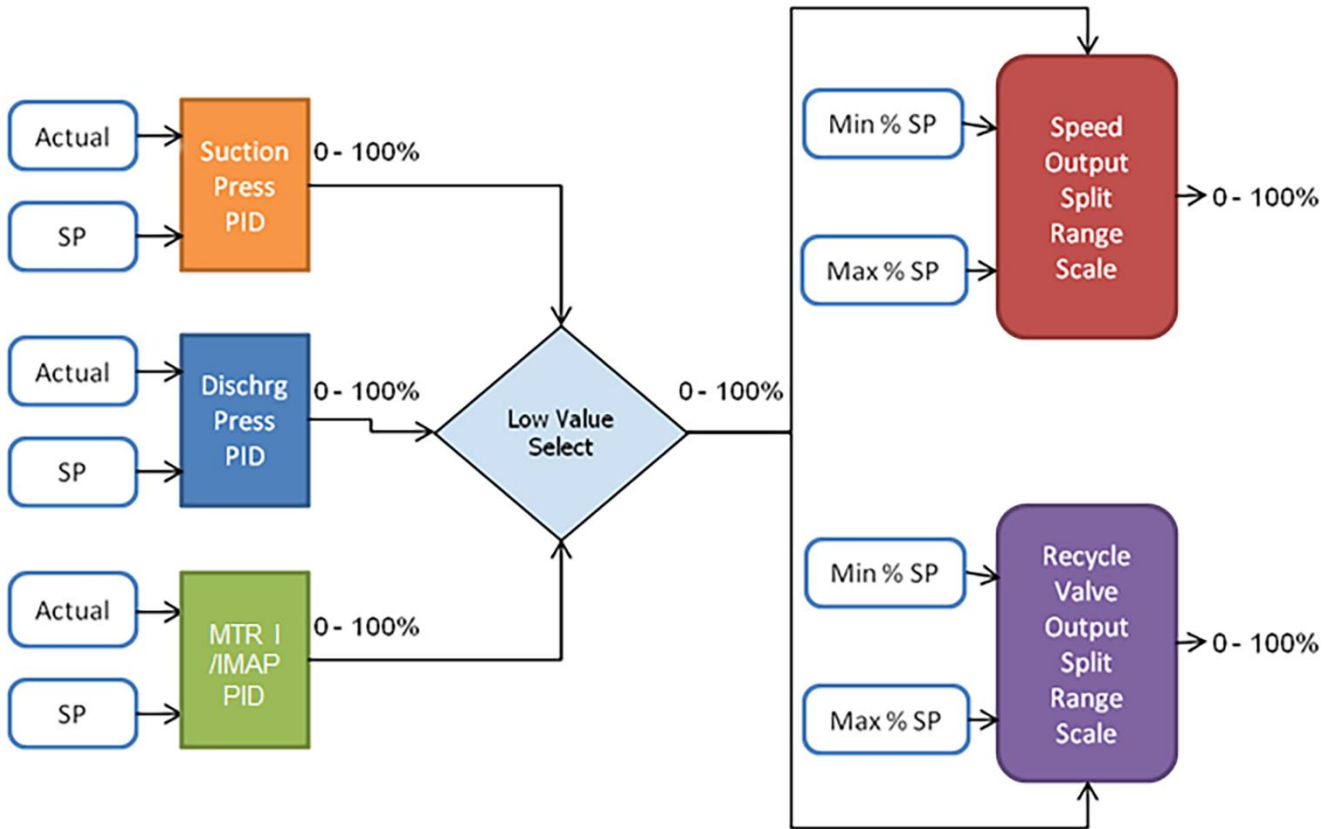 Actual
SP
Suction
Press
PID
0 - 100%
Actual
SP
Dischrg
Press
PID
0 - 100%
Actual
SP
MTR I
/IMAP
PID
0 - 100%
Low Value
Select
0 - 100%
Min % SP
Max % SP
Speed
Output
Split
Range
Scale
0 - 100%
Min % SP
Max % SP
Recycle
Valve
Output
Split
Range
Scale
0 - 100%